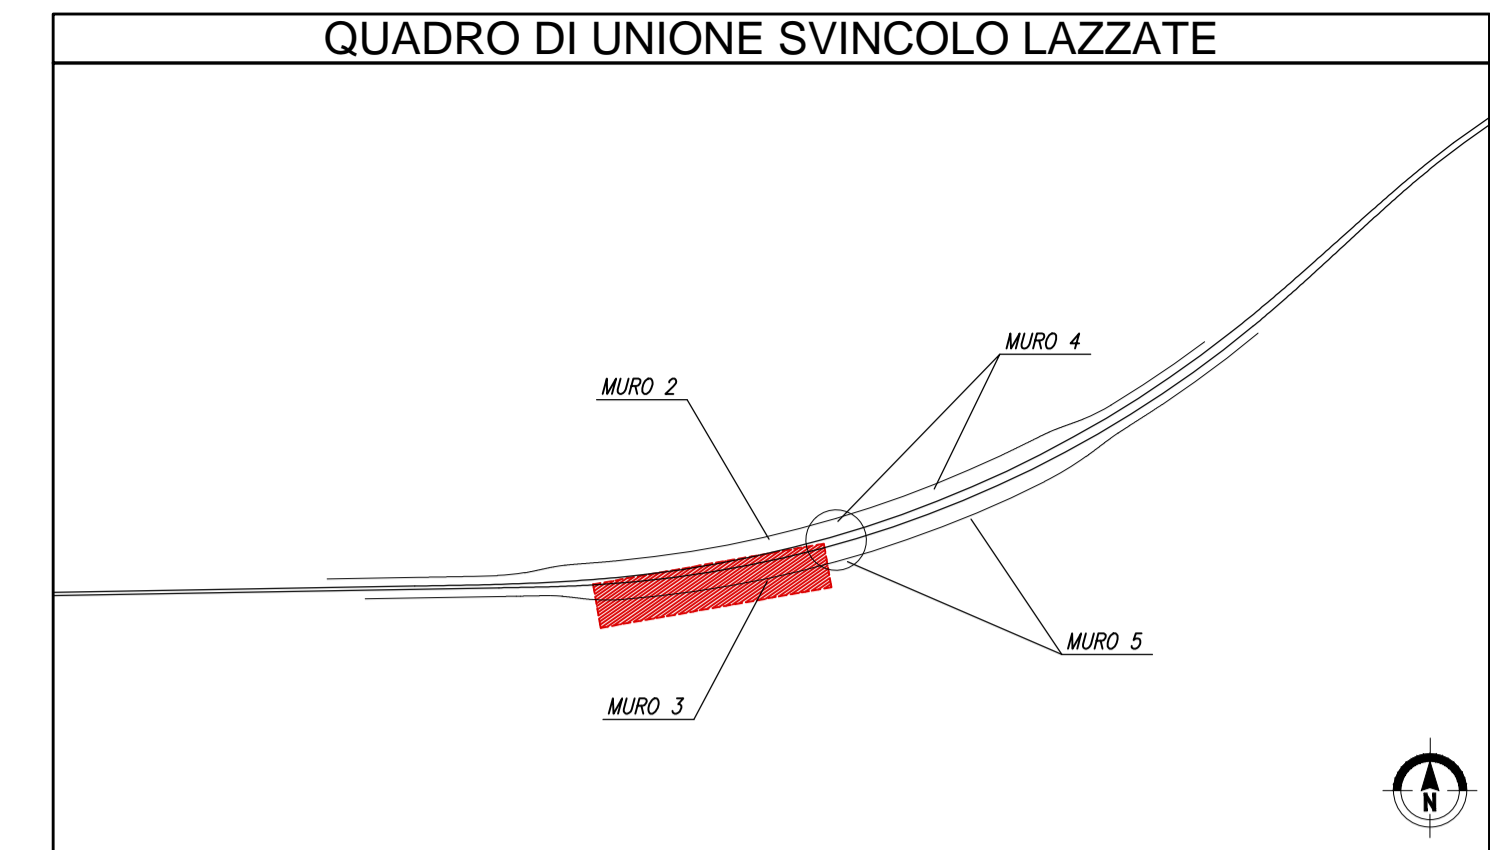 QUADRO DI UNIONE SVINCOLO LAZZATE
MURO 4
MURO 2
MURO 5
MURO 3
N